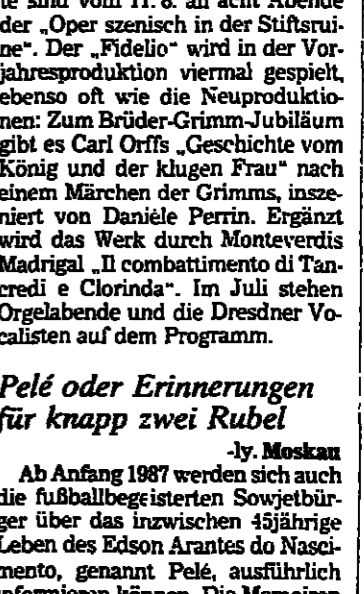 te sind vom 11. 8. an acht Abende
der „Oper szenisch in der Stiftsrui-
ne“. Der „Fidelio“ wird in der Vor-
jahresproduktion viermal gespielt,
ebenso oft wie die Neuproduktio-
nen: Zum Brüder-Grimm-Jubiläum
gibt es Carl Orffs „Geschichte vom
König und der klugen Frau“ nach
einem Märchen der Grimms, insze-
niert von Danièle Perrin. Ergänzt
wird das Werk durch Monteverdis
Madrigal „Il combattimento di Tan-
credi e Clorinda“. Im Juli stehen
Orgelabende und die Dresdner Vo-
calisten auf dem Programm.
Pelé oder Erinnerungen
für knapp zwei Rubel
-ly. Moskau
Ab Anfang 1987 werden sich auch
die fußballbegeisterten Sowjetbür-
ger über das inzwischen 45jährige
Leben des Edson Arantes do Nasci-
mento, genannt Pelé, ausführlich
informieren können. Die Memoiren